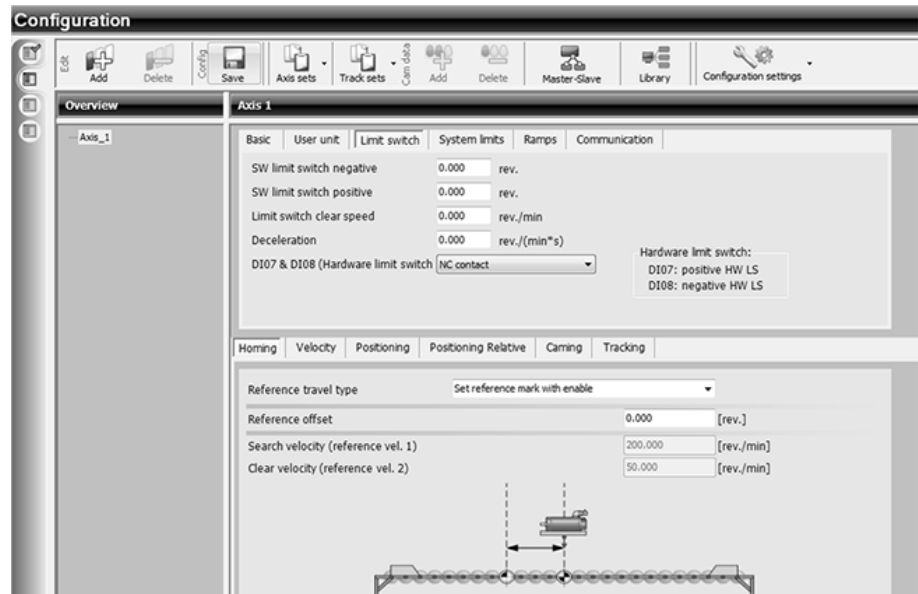 Configuration
Edit
Add
Delete
Config
Save
Axis sets
Track sets
Cam data
Add
Delete
Master-Slave
Library
Configuration settings
Overview
Axis 1
Axis_1
Basic
User unit
Limit switch
System limits
Ramps
Communication
SW limit switch negative 0.000 rev.
SW limit switch positive 0.000 rev.
Limit switch clear speed 0.000 rev./min
Deceleration 0.000 rev./(min*s)
DI07 & DI08 (Hardware limit switch NC contact
Hardware limit switch:
DI07: positive HW LS
DI08: negative HW LS
Homing
Velocity
Positioning
Positioning Relative
Caming
Tracking
Reference travel type Set reference mark with enable
Reference offset 0.000 [rev.]
Search velocity (reference vel. 1) 200.000 [rev./min]
Clear velocity (reference vel. 2) 50.000 [rev./min]